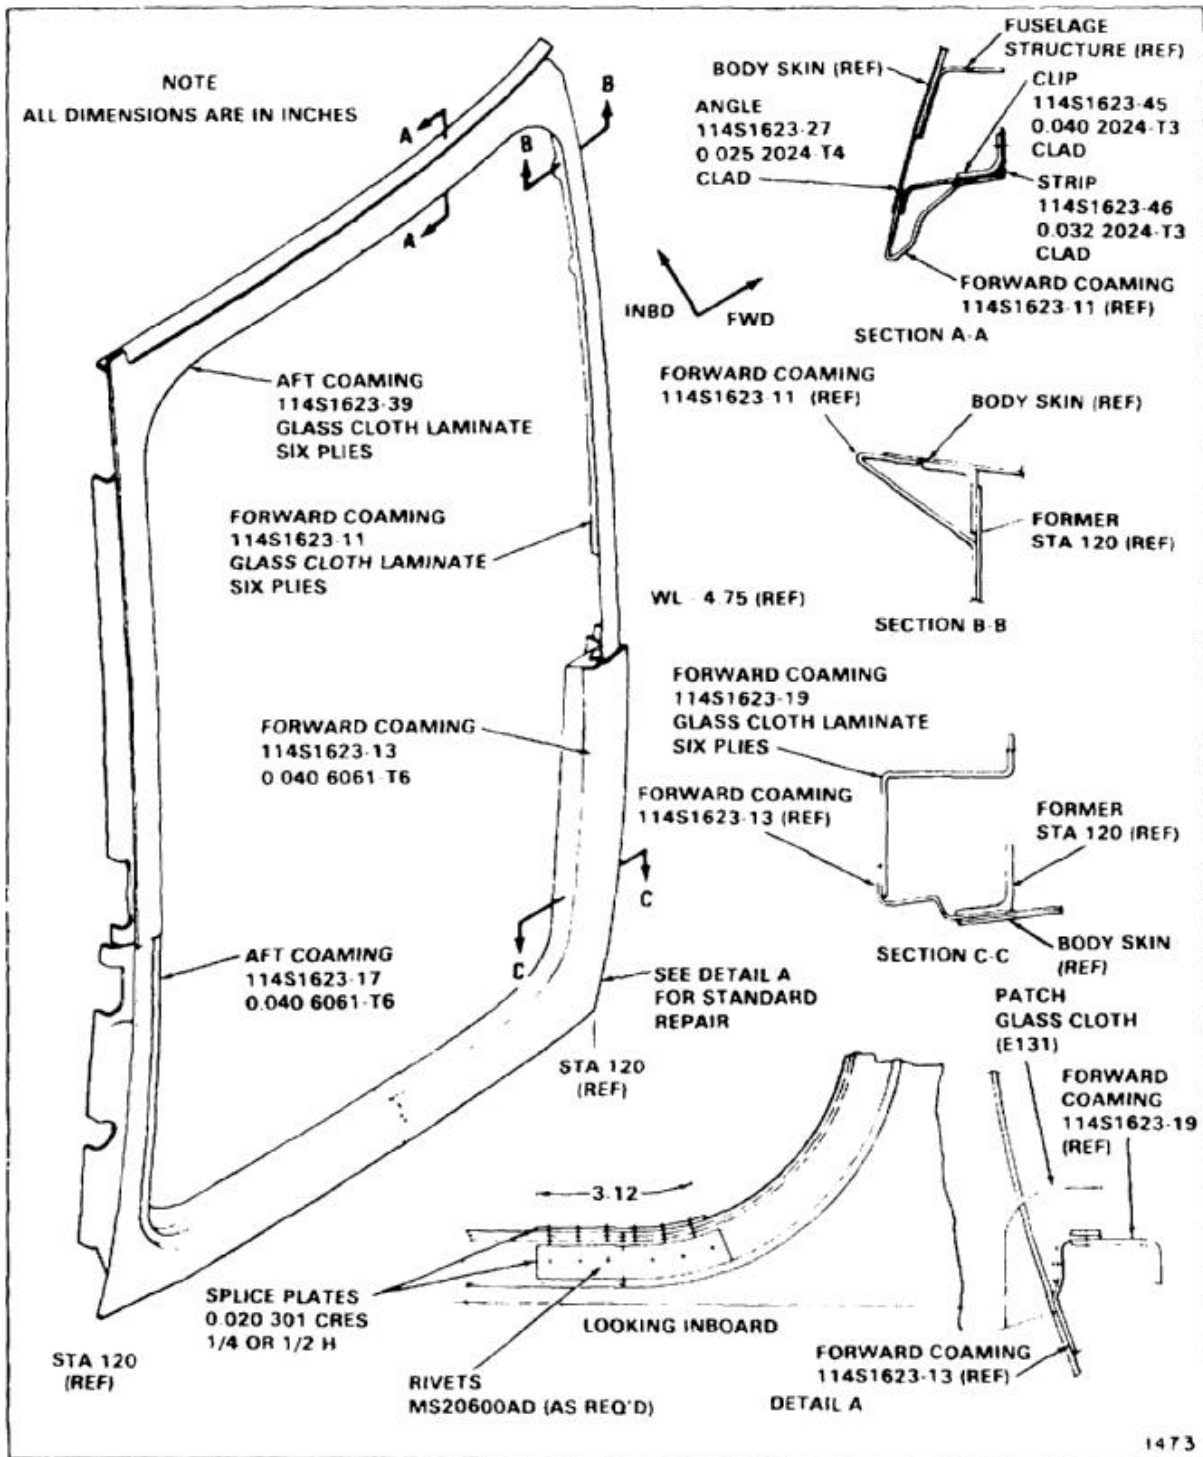 NOTE
ALL DIMENSIONS ARE IN INCHES
A
A
B
B
INBD
FWD
AFT COAMING
114S1623-39
GLASS CLOTH LAMINATE
SIX PLIES
FORWARD COAMING
114S1623-11
GLASS CLOTH LAMINATE
SIX PLIES
WL - 4.75 (REF)
FORWARD COAMING
114S1623-13
0 040 6061-T6
AFT COAMING
114S1623-17
0.040 6061-T6
C
C
SEE DETAIL A
FOR STANDARD
REPAIR
STA 120
(REF)
STA 120
(REF)
BODY SKIN (REF)
FUSELAGE
STRUCTURE (REF)
ANGLE
114S1623-27
0 025 2024-T4
CLAD
CLIP
114S1623-45
0.040 2024-T3
CLAD
STRIP
114S1623-46
0.032 2024-T3
CLAD
FORWARD COAMING
114S1623-11 (REF)
SECTION A-A
FORWARD COAMING
114S1623-11 (REF)
BODY SKIN (REF)
FORMER
STA 120 (REF)
SECTION B-B
FORWARD COAMING
114S1623-19
GLASS CLOTH LAMINATE
SIX PLIES
FORWARD COAMING
114S1623-13 (REF)
FORMER
STA 120 (REF)
BODY SKIN
(REF)
SECTION C-C
PATCH
GLASS CLOTH
(E131)
FORWARD
COAMING
114S1623-19
(REF)
3.12
SPLICE PLATES
0.020 301 CRES
1/4 OR 1/2 H
LOOKING INBOARD
RIVETS
MS20600AD (AS REQ'D)
FORWARD COAMING
114S1623-13 (REF)
DETAIL A
1473